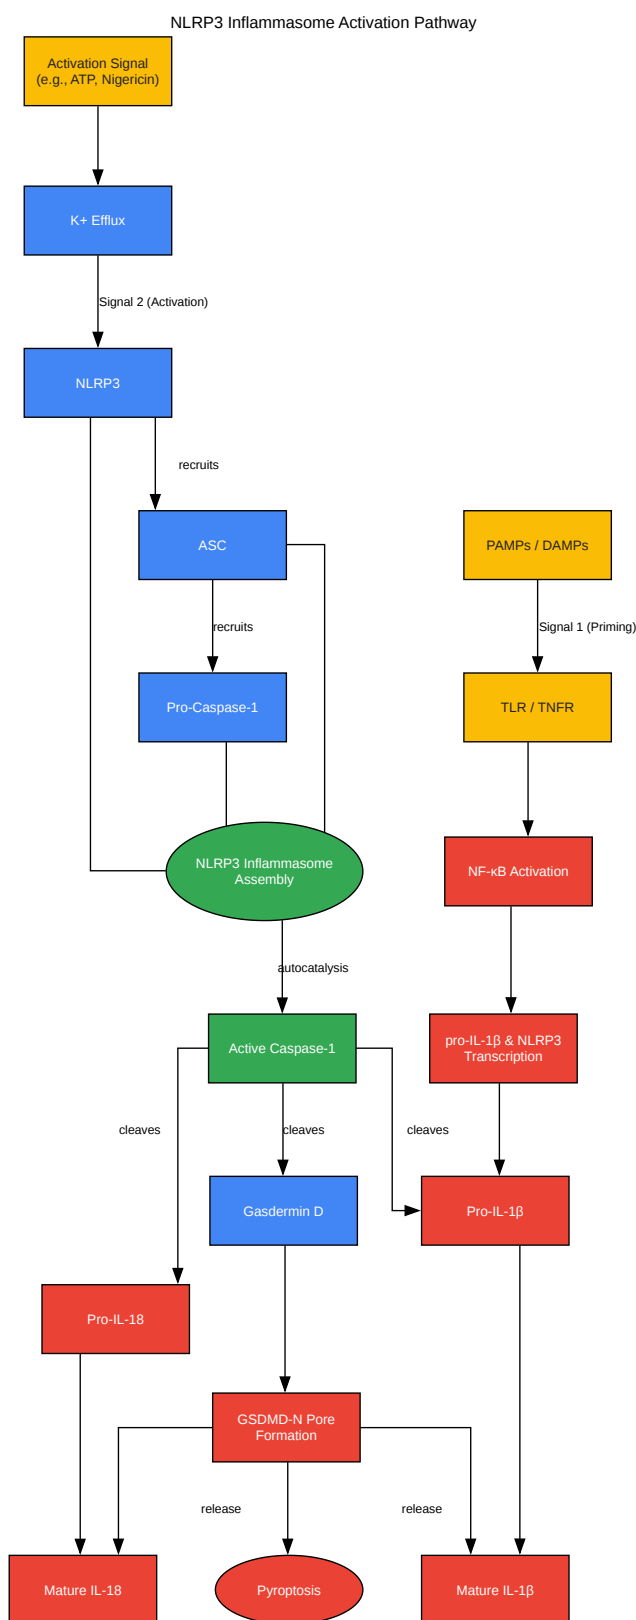 NLRP3 Inflammasome Activation Pathway
Activation Signal
(e.g., ATP, Nigericin)
K+ Efflux
Signal 2 (Activation)
NLRP3
recruits
ASC
PAMPs / DAMPs
recruits
Signal 1 (Priming)
Pro-Caspase-1
TLR / TNFR
NLRP3 Inflammasome
Assembly
NF-κB Activation
autocatalysis
Active Caspase-1
pro-IL-1β & NLRP3
Transcription
cleaves
cleaves
cleaves
Gasdermin D
Pro-IL-1β
Pro-IL-18
GSDMD-N Pore
Formation
release
release
Mature IL-18
Pyroptosis
Mature IL-1β